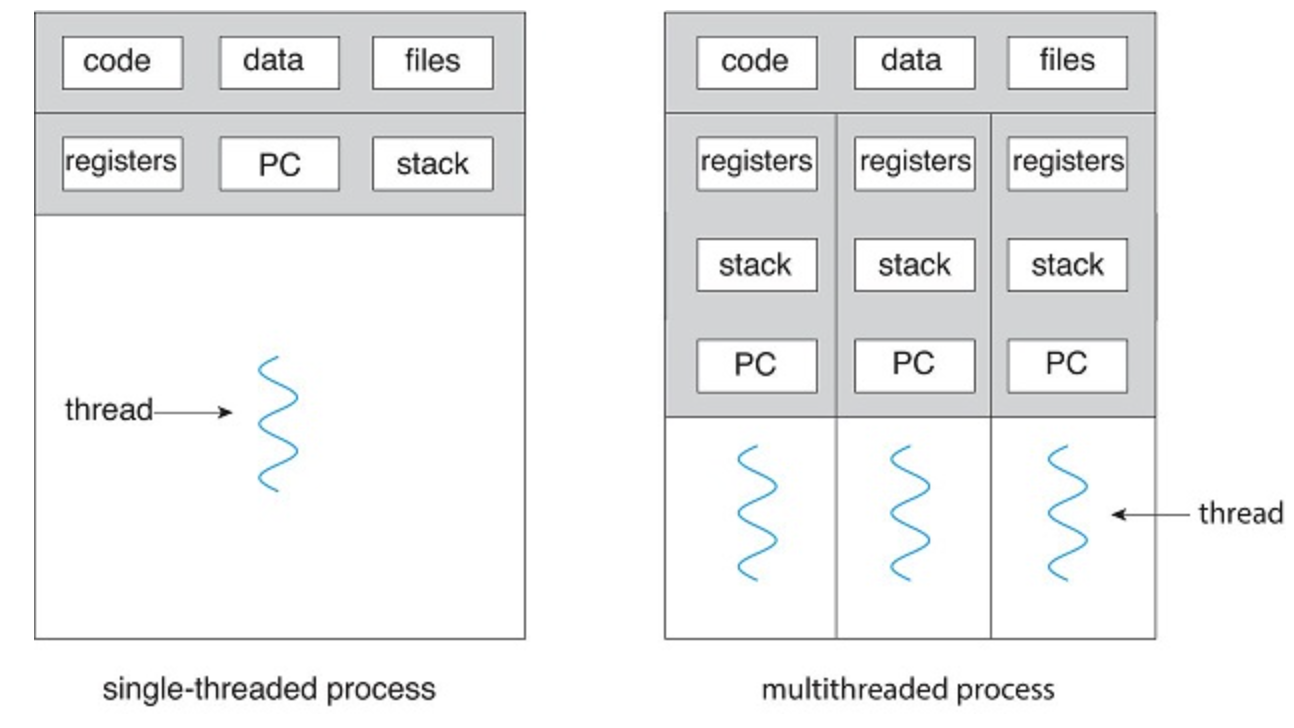 code data files
registers PC stack
thread
single-threaded process
code data files
registers registers registers
stack stack stack
PC PC PC
thread
multithreaded process